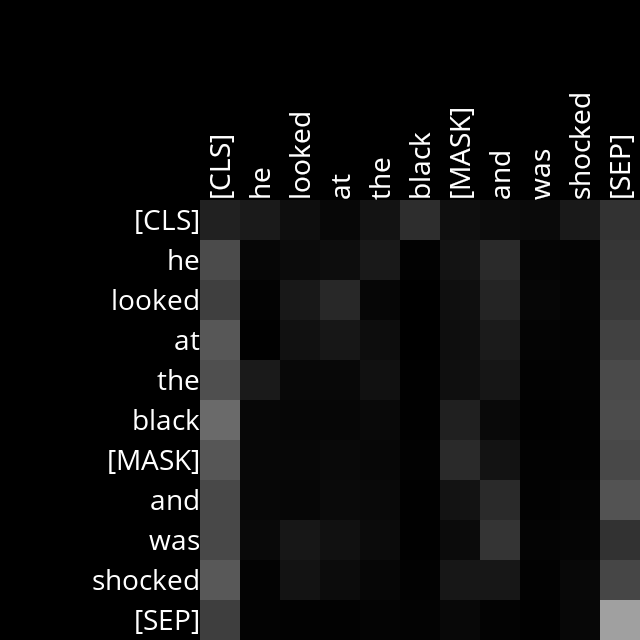 [CLS] he looked at the black [MASK] and was shocked [SEP]
[CLS]
he
looked
at
the
black
[MASK]
and
was
shocked
[SEP]